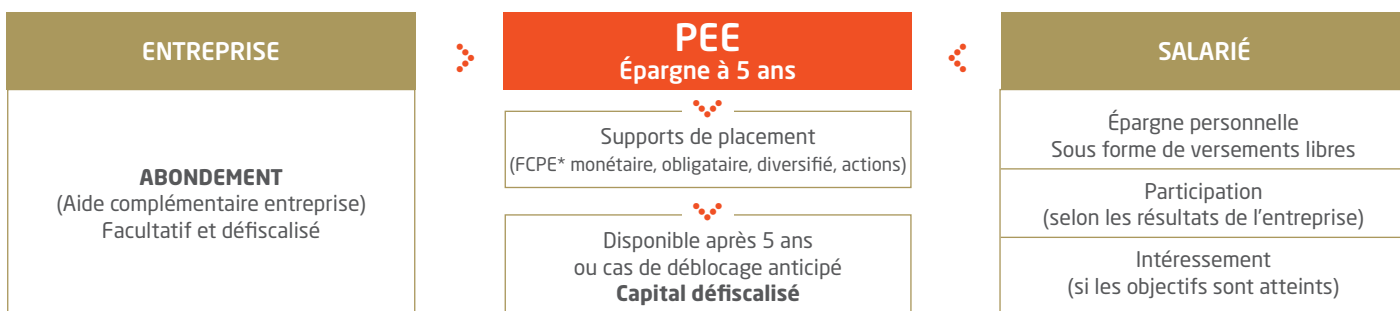 ENTREPRISE
ABONDEMENT
(Aide complémentaire entreprise)
Facultatif et défiscalisé
PEE
Épargne à 5 ans
Supports de placement
(FCPE* monétaire, obligataire, diversifié, actions)
Disponible après 5 ans
ou cas de déblocage anticipé
Capital défiscalisé
SALARIÉ
Épargne personnelle
Sous forme de versements libres
Participation
(selon les résultats de l'entreprise)
Intéressement
(si les objectifs sont atteints)